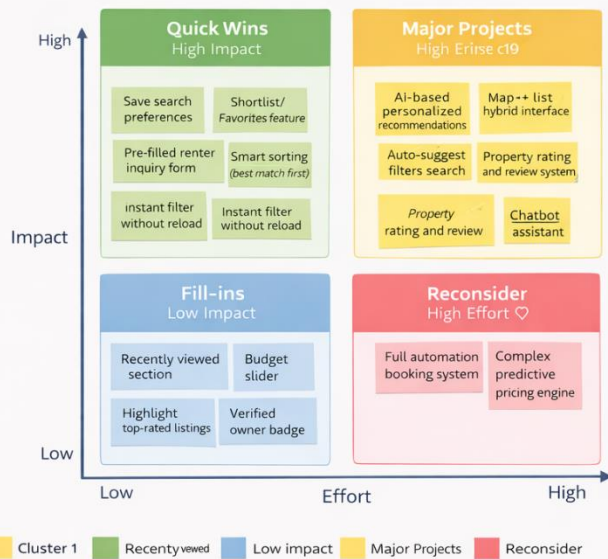 High
Impact
Low
Quick Wins
High Impact
Save search
preferences
Shortlist/
Favorites feature
Pre-filled renter
inquiry form
Smart sorting
(best match first)
ınstant filter
without reload
Instant filter
without reload
Major Projects
High Erirse c19
AI-based
personalized
recommendations
Map↔ list
hybrid interface
Auto-suggest
filters search
Property rating
and review system
Property
rating and review
Chatbot
assistant
Fill-ins
Low Impact
Recently viewed
section
Budget
slider
Highlight
top-rated listings
Verified
owner badge
Reconsider
High Effort ♡
Full automation
booking system
Complex
predictive
pricing engine
Low
Effort
High
Cluster 1
Recenty vewed
Low impact
Major Projects
Reconsider